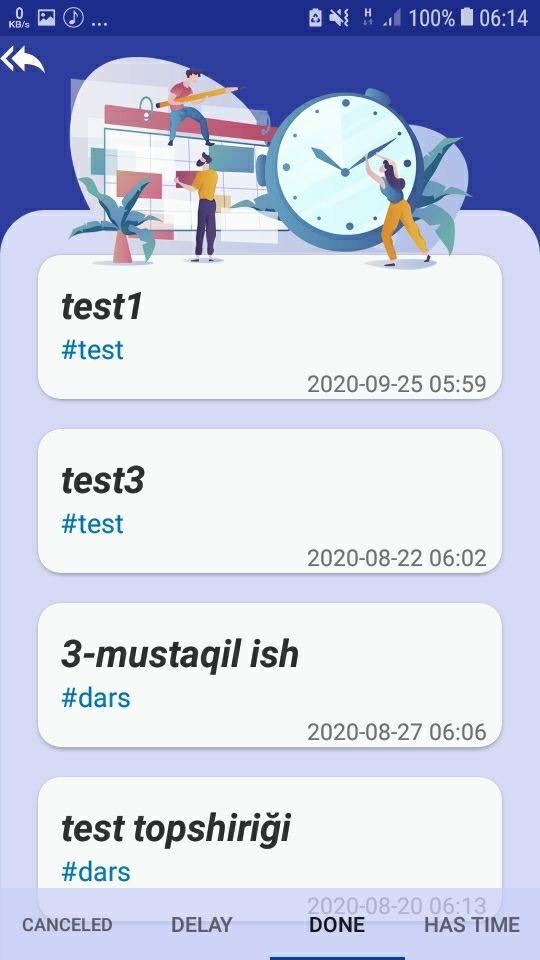 0
KB/s
...
H
100%
06:14
test1
#test
2020-09-25 05:59
test3
#test
2020-08-22 06:02
3-mustaqil ish
#dars
2020-08-27 06:06
test topshiriği
#dars
2020-08-20 06:13
CANCELED
DELAY
DONE
HAS TIME